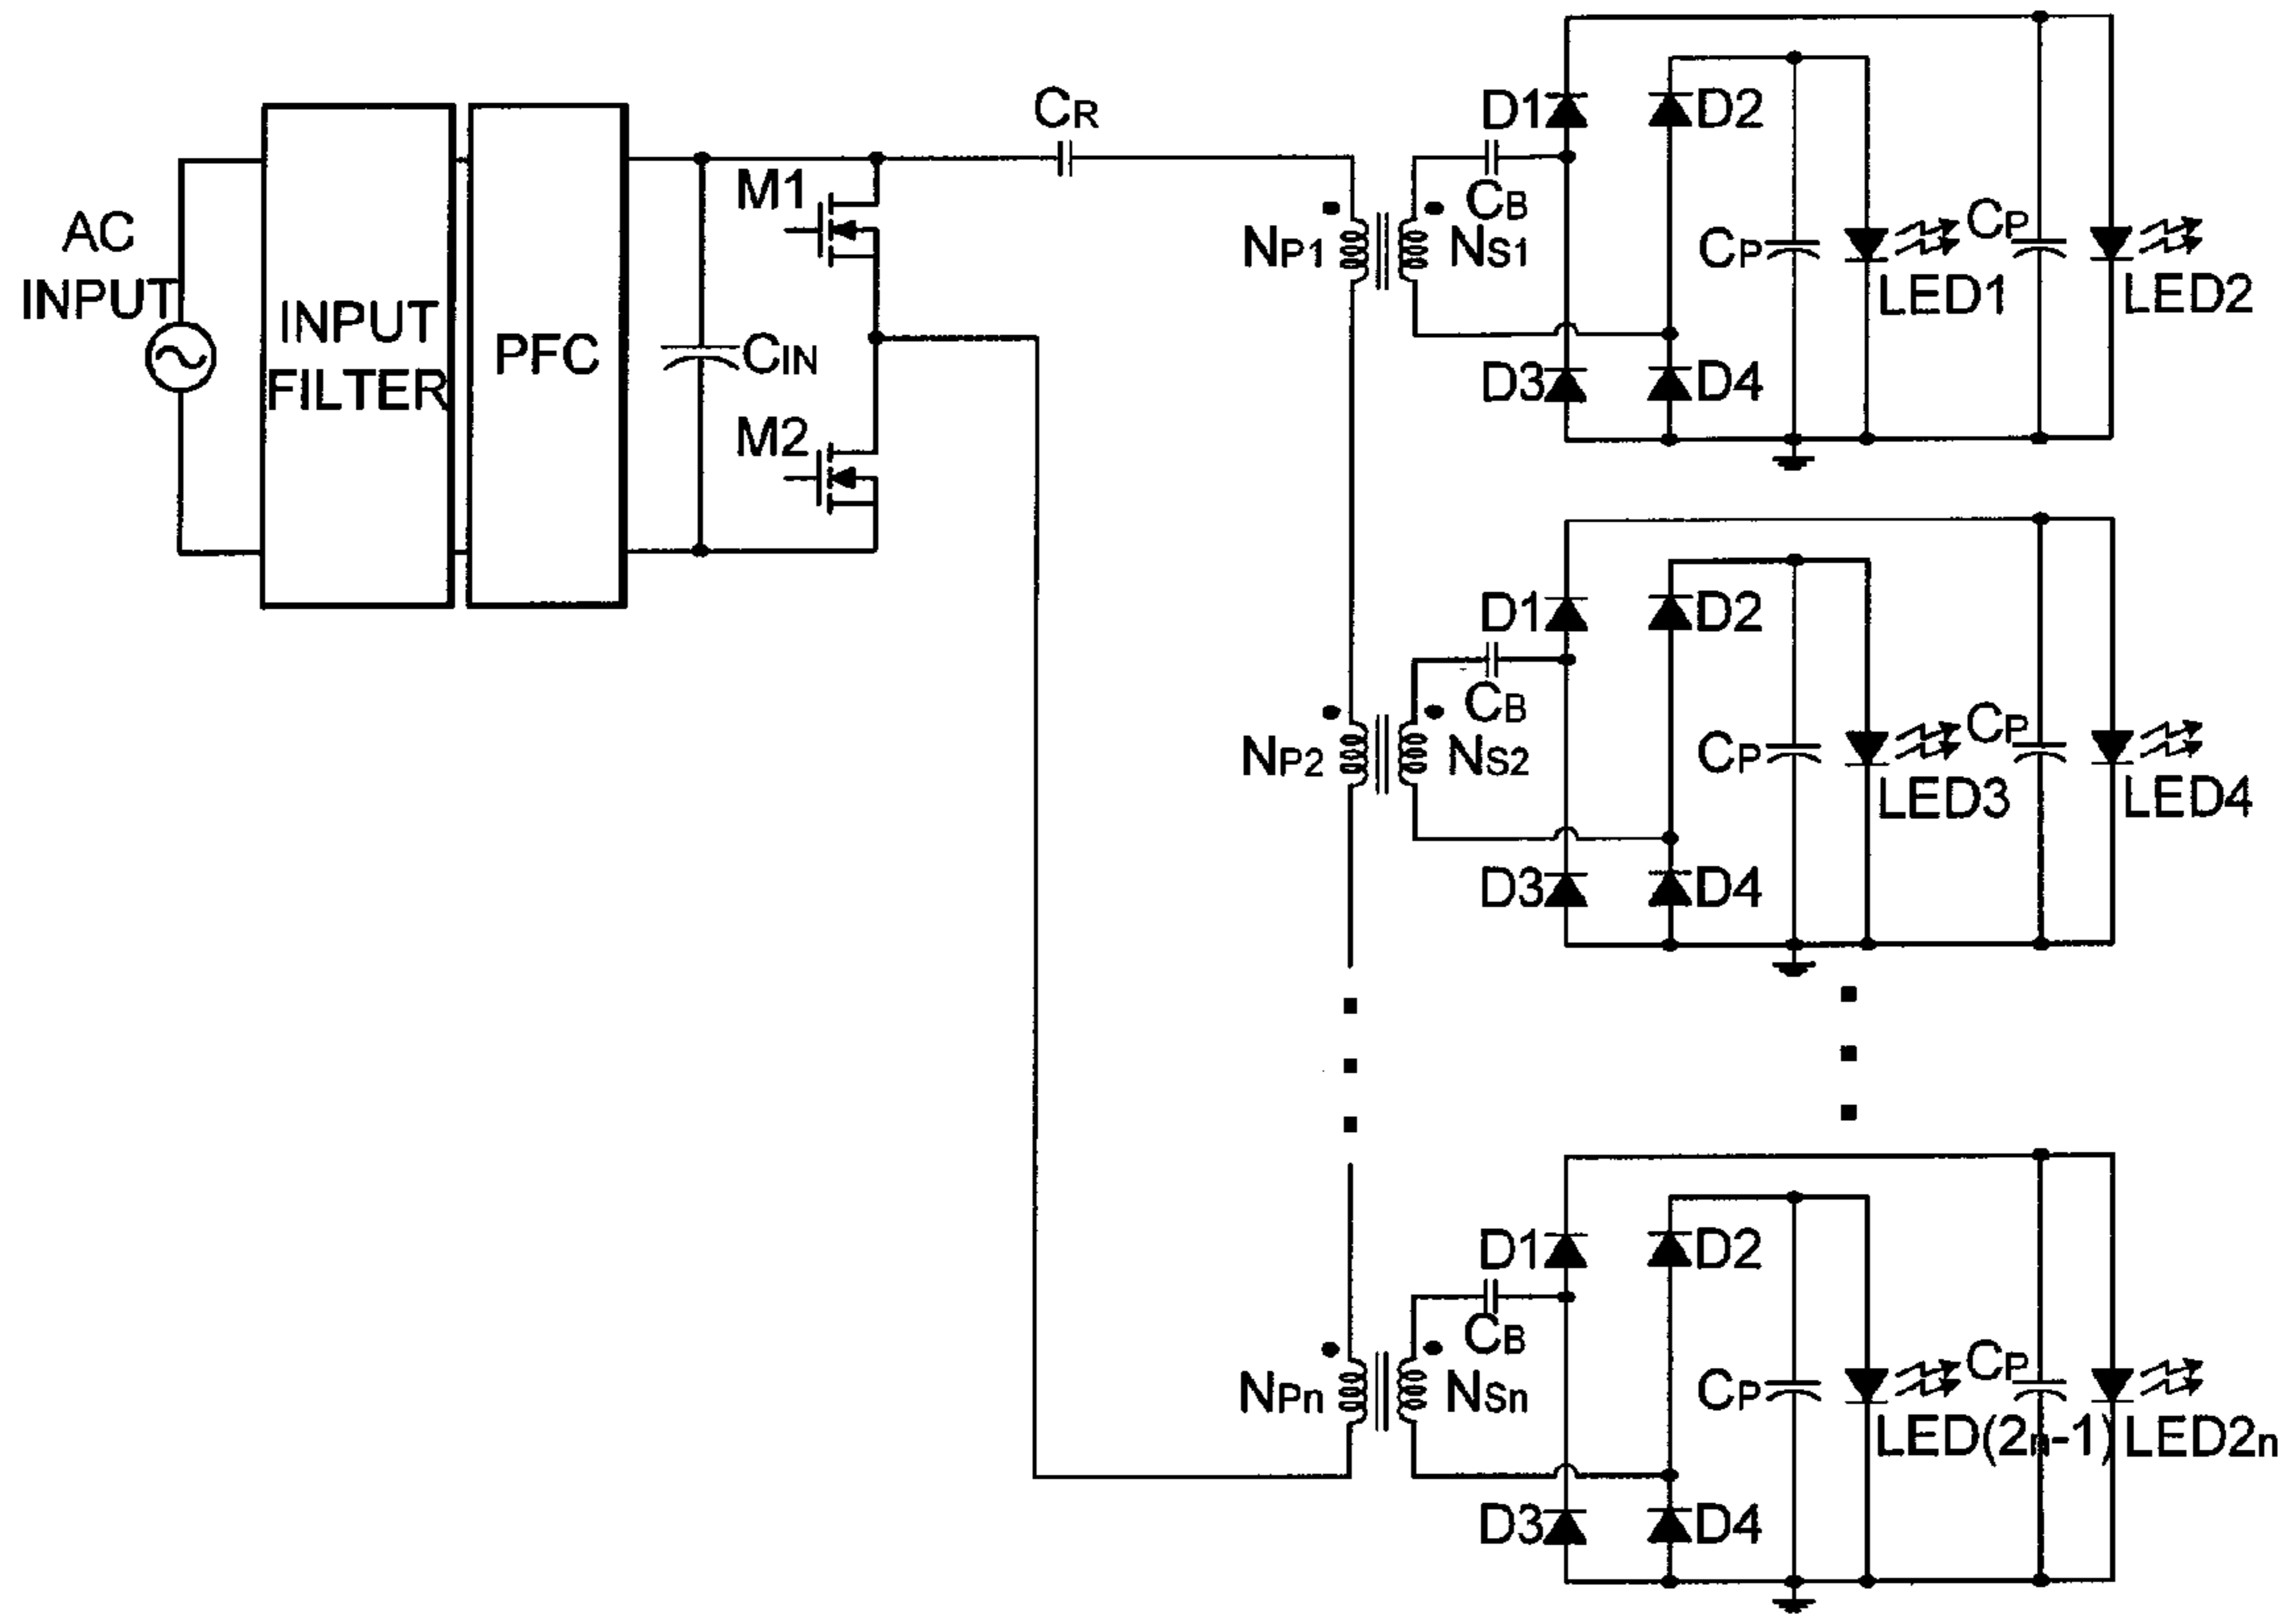 AC
INPUT
INPUT
FILTER
PFC
CIN
M1
M2
CR
NP1
NS1
CB
D1
D2
D3
D4
CP
LED1
CP
LED2
NP2
NS2
CB
D1
D2
D3
D4
CP
LED3
CP
LED4
NPn
NSn
CB
D1
D2
D3
D4
CP
LED(2n-1)
CP
LED2n